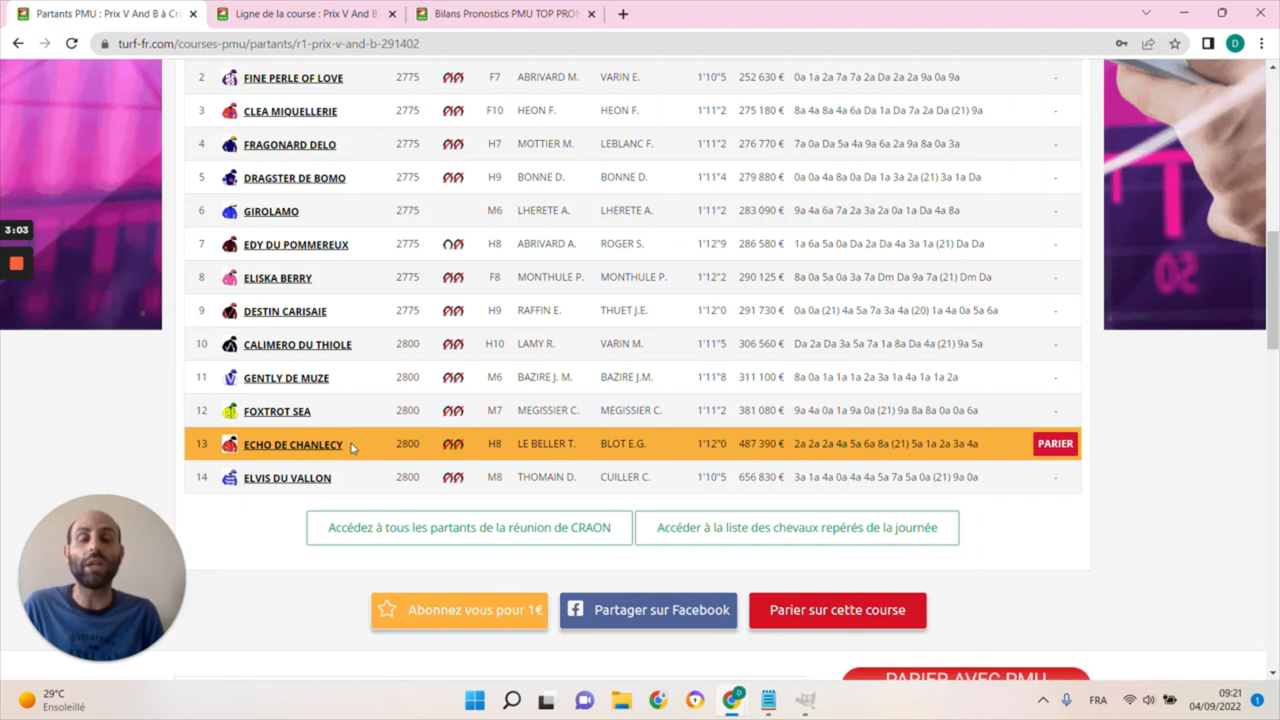 Partants PMU : Prix V And B à Cr
Ligne de la course : Prix V And B
Bilans Pronostics PMU TOP PRO
turf-fr.com/courses-pmu/partants/r1-prix-v-and-b-291402
D
2 FINE PERLE OF LOVE 2775 F7 ABRIVARD M. VARIN E. 1'10"5 252 630 € 0a 1a 2a 7a 7a 2a Da 2a 2a 9a 0a 9a -
3 CLEA MIQUELLERIE 2775 F10 HEON F. HEON F. 1'11"2 275 180 € 8a 4a 8a 4a 6a Da 1a Da 7a 2a Da (21) 9a -
4 FRAGONARD DELO 2775 H7 MOTTIER M. LEBLANC F. 1'11"2 276 770 € 7a 0a Da 5a 4a 9a 6a 2a 9a 8a 0a 3a -
5 DRAGSTER DE BOMO 2775 H9 BONNE D. BONNE D. 1'11"4 279 880 € 0a 0a 4a 8a 0a Da 1a 3a 2a (21) 3a 1a Da -
6 GIROLAMO 2775 M6 LHERETE A. LHERETE A. 1'11"2 283 090 € 9a 4a 6a 7a 2a 3a 2a 0a 1a Da 4a 8a -
7 EDY DU POMMEREUX 2775 H8 ABRIVARD A. ROGER S. 1'12"9 286 580 € 1a 6a 5a 0a Da 2a Da 4a 3a 1a (21) Da Da -
8 ELISKA BERRY 2775 F8 MONTHULE P. MONTHULE P. 1'12"2 290 125 € 8a 0a 5a 0a 3a 7a Dm Da 9a 7a (21) Dm Da -
9 DESTIN CARISAIE 2775 H9 RAFFIN E. THUET J.E. 1'12"0 291 730 € 0a 0a (21) 4a 5a 7a 3a 4a (20) 1a 4a 0a 5a 6a -
10 CALIMERO DU THIOLE 2800 H10 LAMY R. VARIN M. 1'11"5 306 560 € Da 2a Da 3a 5a 7a 1a 8a Da 4a (21) 9a 5a -
11 GENTLY DE MUZE 2800 M6 BAZIRE J. M. BAZIRE J.M. 1'11"8 311 100 € 8a 0a 1a 1a 1a 2a 3a 1a 4a 1a 1a 2a -
12 FOXTROT SEA 2800 M7 MEGISSIER C. MEGISSIER C. 1'11"2 381 080 € 9a 4a 0a 1a 9a 0a (21) 9a 8a 8a 0a 0a 6a -
13 ECHO DE CHANLECY 2800 H8 LE BELLER T. BLOT E.G. 1'12"0 487 390 € 2a 2a 2a 4a 5a 6a 8a (21) 5a 1a 2a 3a 4a PARIER
14 ELVIS DU VALLON 2800 M8 THOMAIN D. CUILLER C. 1'10"5 656 830 € 3a 1a 4a 0a 4a 4a 5a 7a 5a 0a (21) 9a 0a -
3:03
50
Accédez à tous les partants de la réunion de CRAON
Accéder à la liste des chevaux repérés de la journée
Abonnez vous pour 1€
Partager sur Facebook
Parier sur cette course
PARIER AVEC PMU
29°C
Ensoleillé
D
FRA
09:21
04/09/2022
1